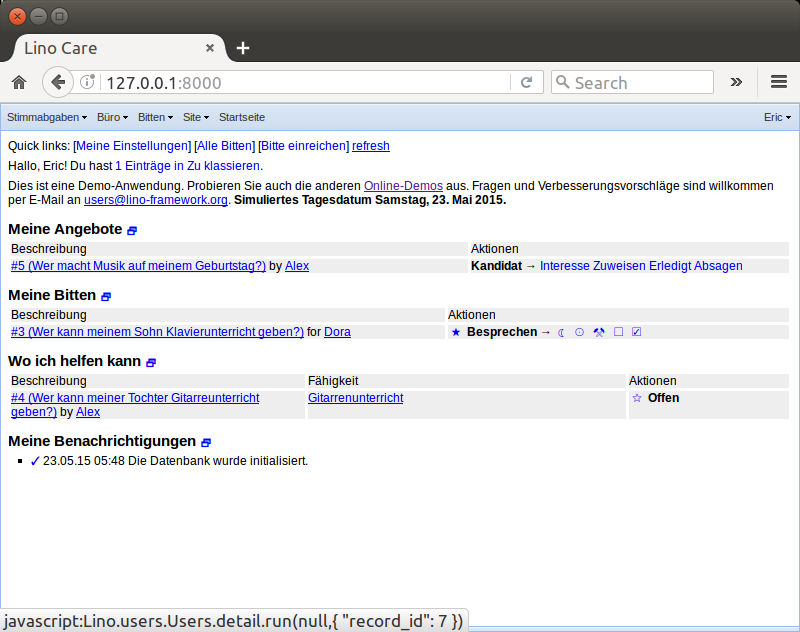 Lino Care
127.0.0.1:8000
Search
Stimmabgaben Büro Bitten Site Startseite Eric
Quick links: [Meine Einstellungen] [Alle Bitten] [Bitte einreichen] refresh
Hallo, Eric! Du hast 1 Einträge in Zu klassieren.
Dies ist eine Demo-Anwendung. Probieren Sie auch die anderen Online-Demos aus. Fragen und Verbesserungsvorschläge sind willkommen
per E-Mail an users@lino-framework.org. Simuliertes Tagesdatum Samstag, 23. Mai 2015.
Meine Angebote
Beschreibung Aktionen
#5 (Wer macht Musik auf meinem Geburtstag?) by Alex Kandidat → Interesse Zuweisen Erledigt Absagen
Meine Bitten
Beschreibung Aktionen
#3 (Wer kann meinem Sohn Klavierunterricht geben?) for Dora ★ Besprechen → ☾ ☉ ⚒ ☐ ☑
Wo ich helfen kann
Beschreibung Fähigkeit Aktionen
#4 (Wer kann meiner Tochter Gitarreunterricht Gitarrenunterricht ☆ Offen
geben?) by Alex
Meine Benachrichtigungen
✓ 23.05.15 05:48 Die Datenbank wurde initialisiert.
javascript:Lino.users.Users.detail.run(null,{ "record_id": 7 })